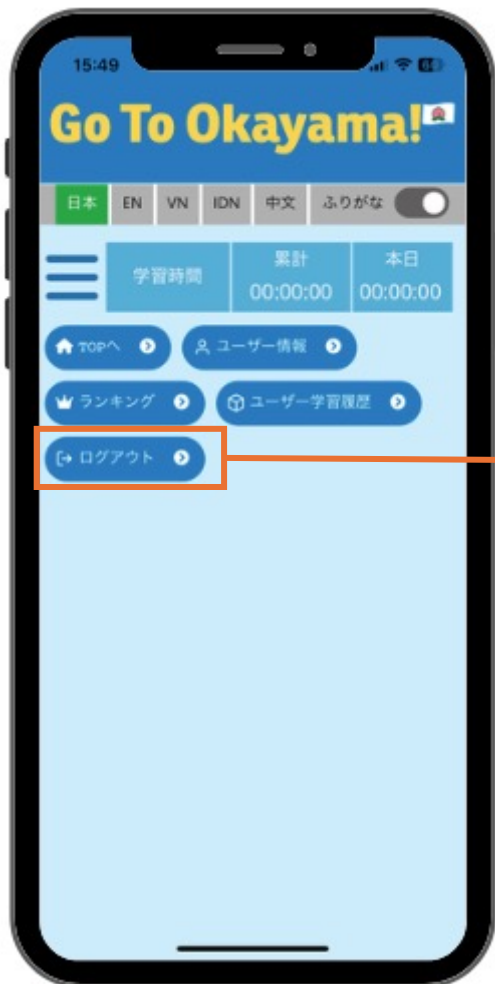 15:49
Go To Okayama!
日本 EN VN IDN 中文 ふりがな
学習時間 累計 00:00:00 本日 00:00:00
TOPへ ユーザー情報
ランキング ユーザー学習履歴
ログアウト